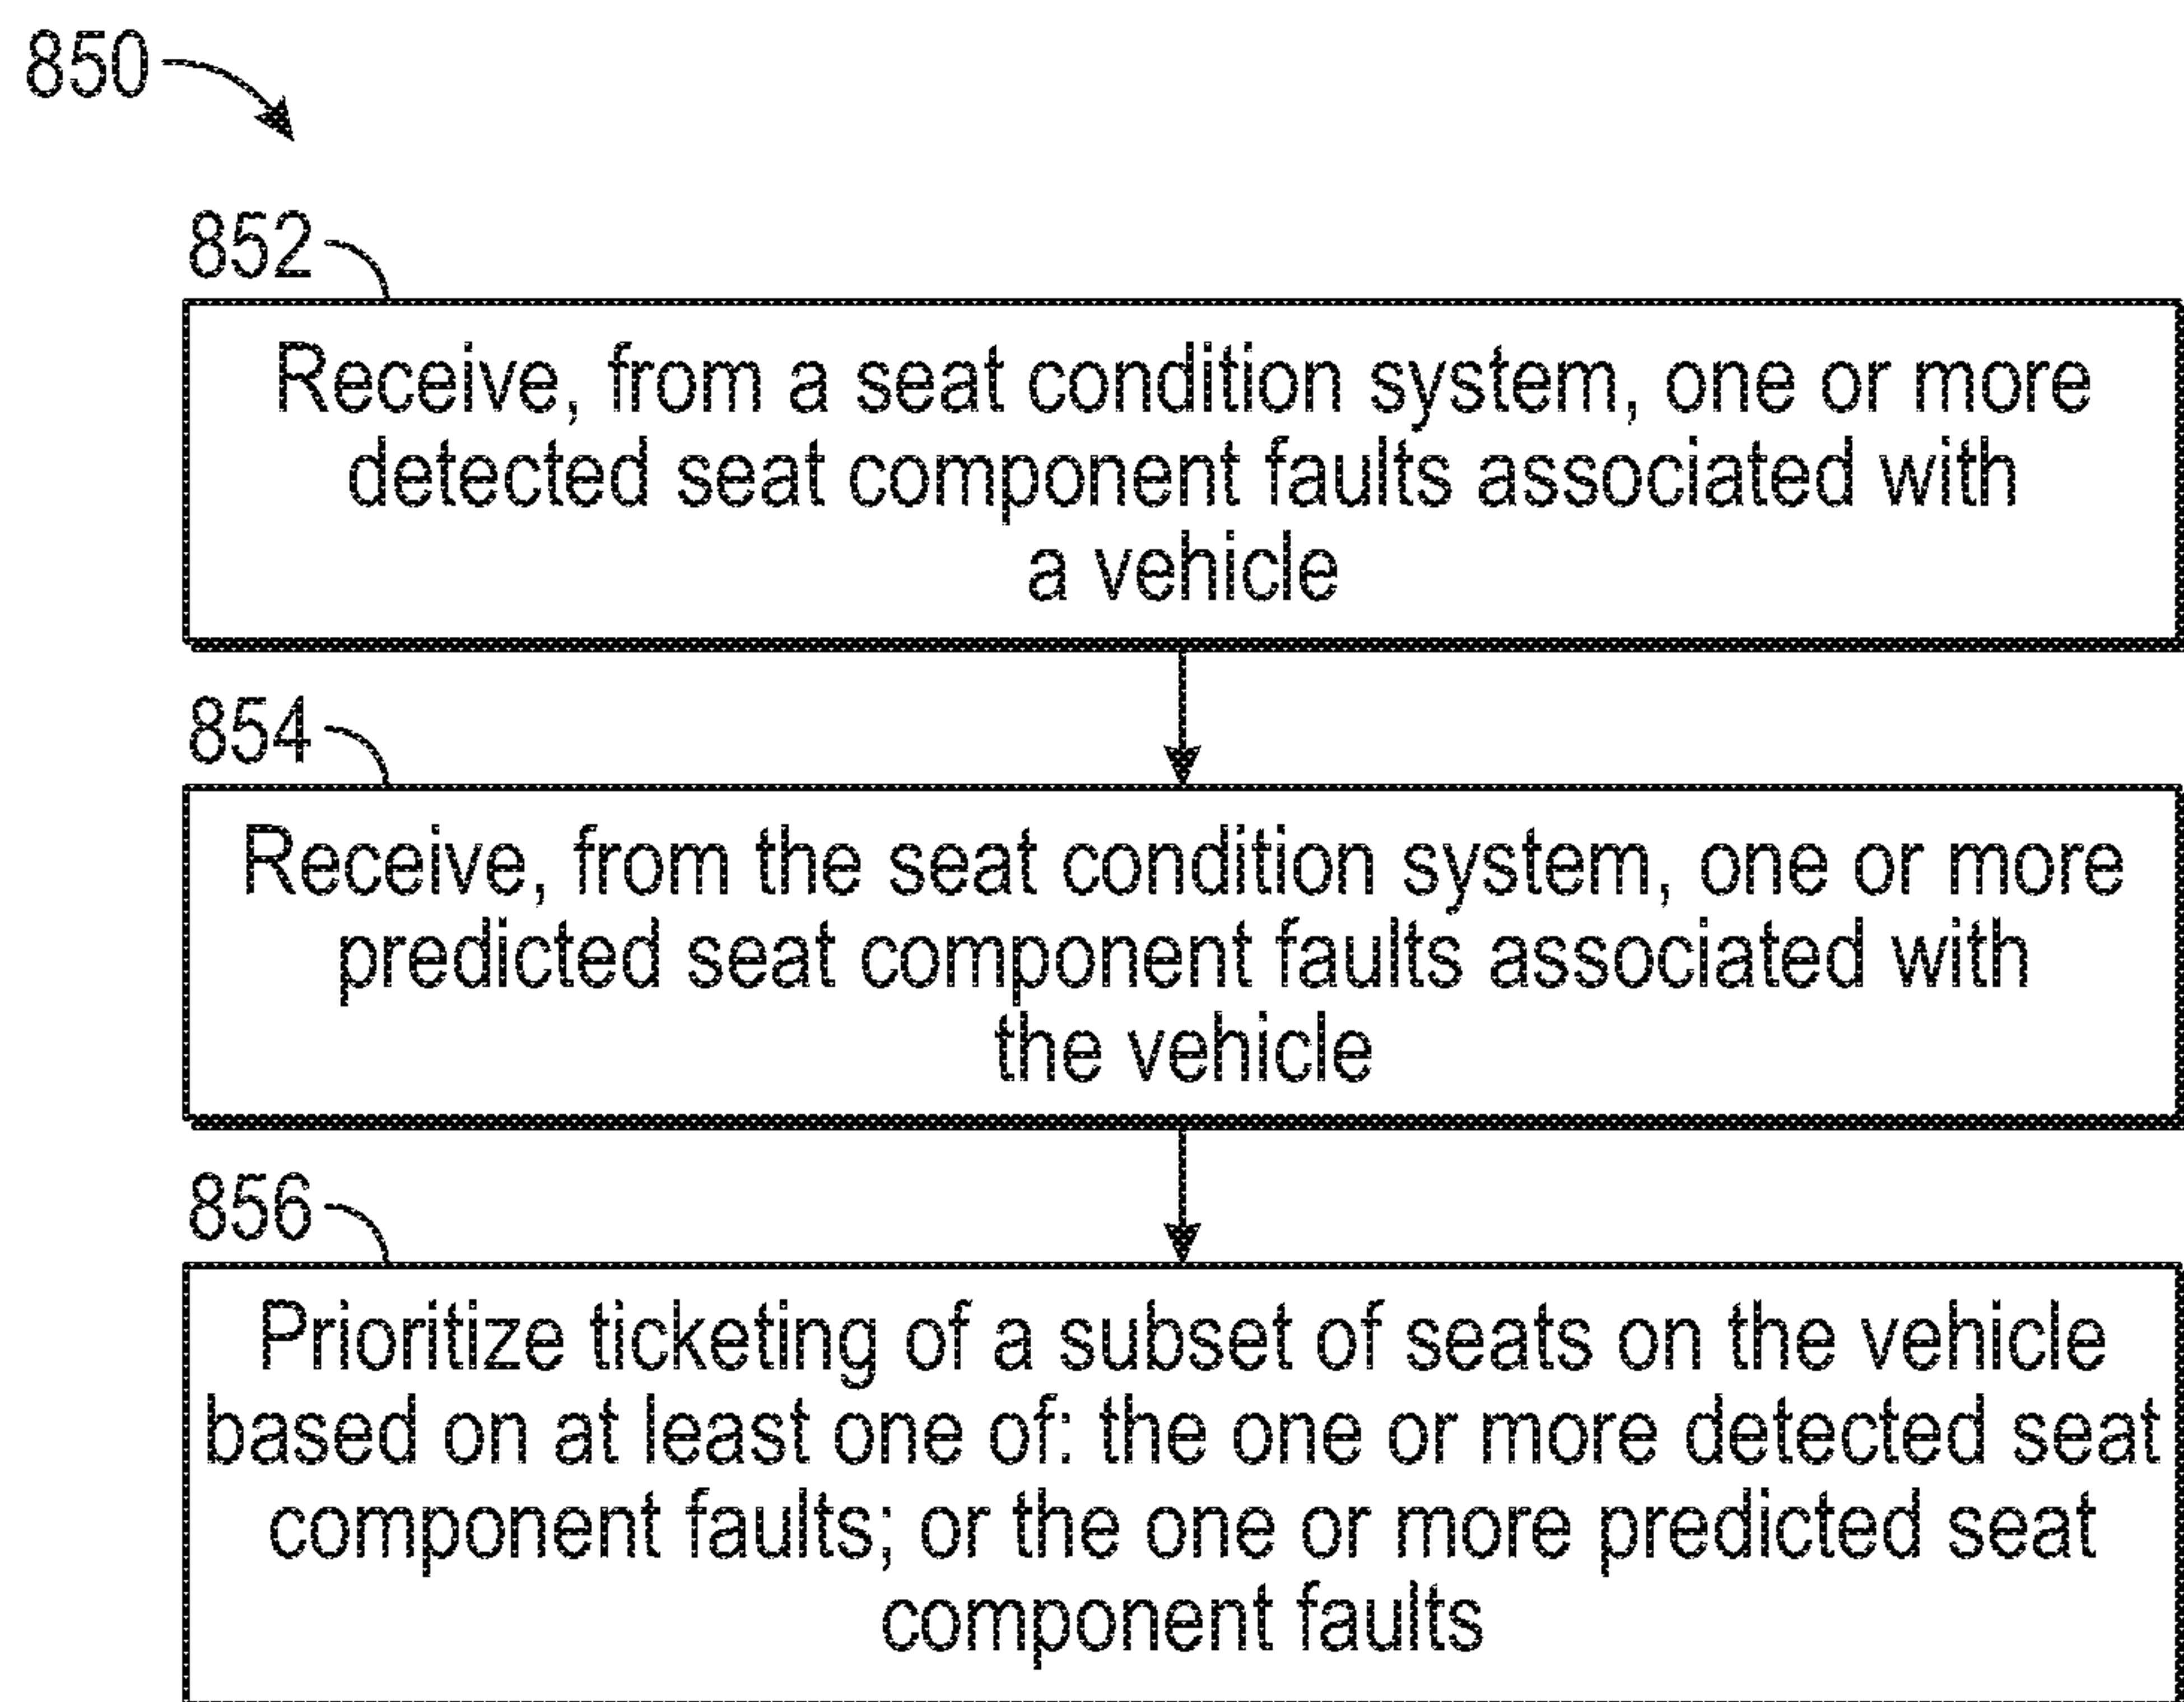 850
852
Receive, from a seat condition system, one or more
detected seat component faults associated with
a vehicle
854
Receive, from the seat condition system, one or more
predicted seat component faults associated with
the vehicle
856
Prioritize ticketing of a subset of seats on the vehicle
based on at least one of: the one or more detected seat
component faults; or the one or more predicted seat
component faults